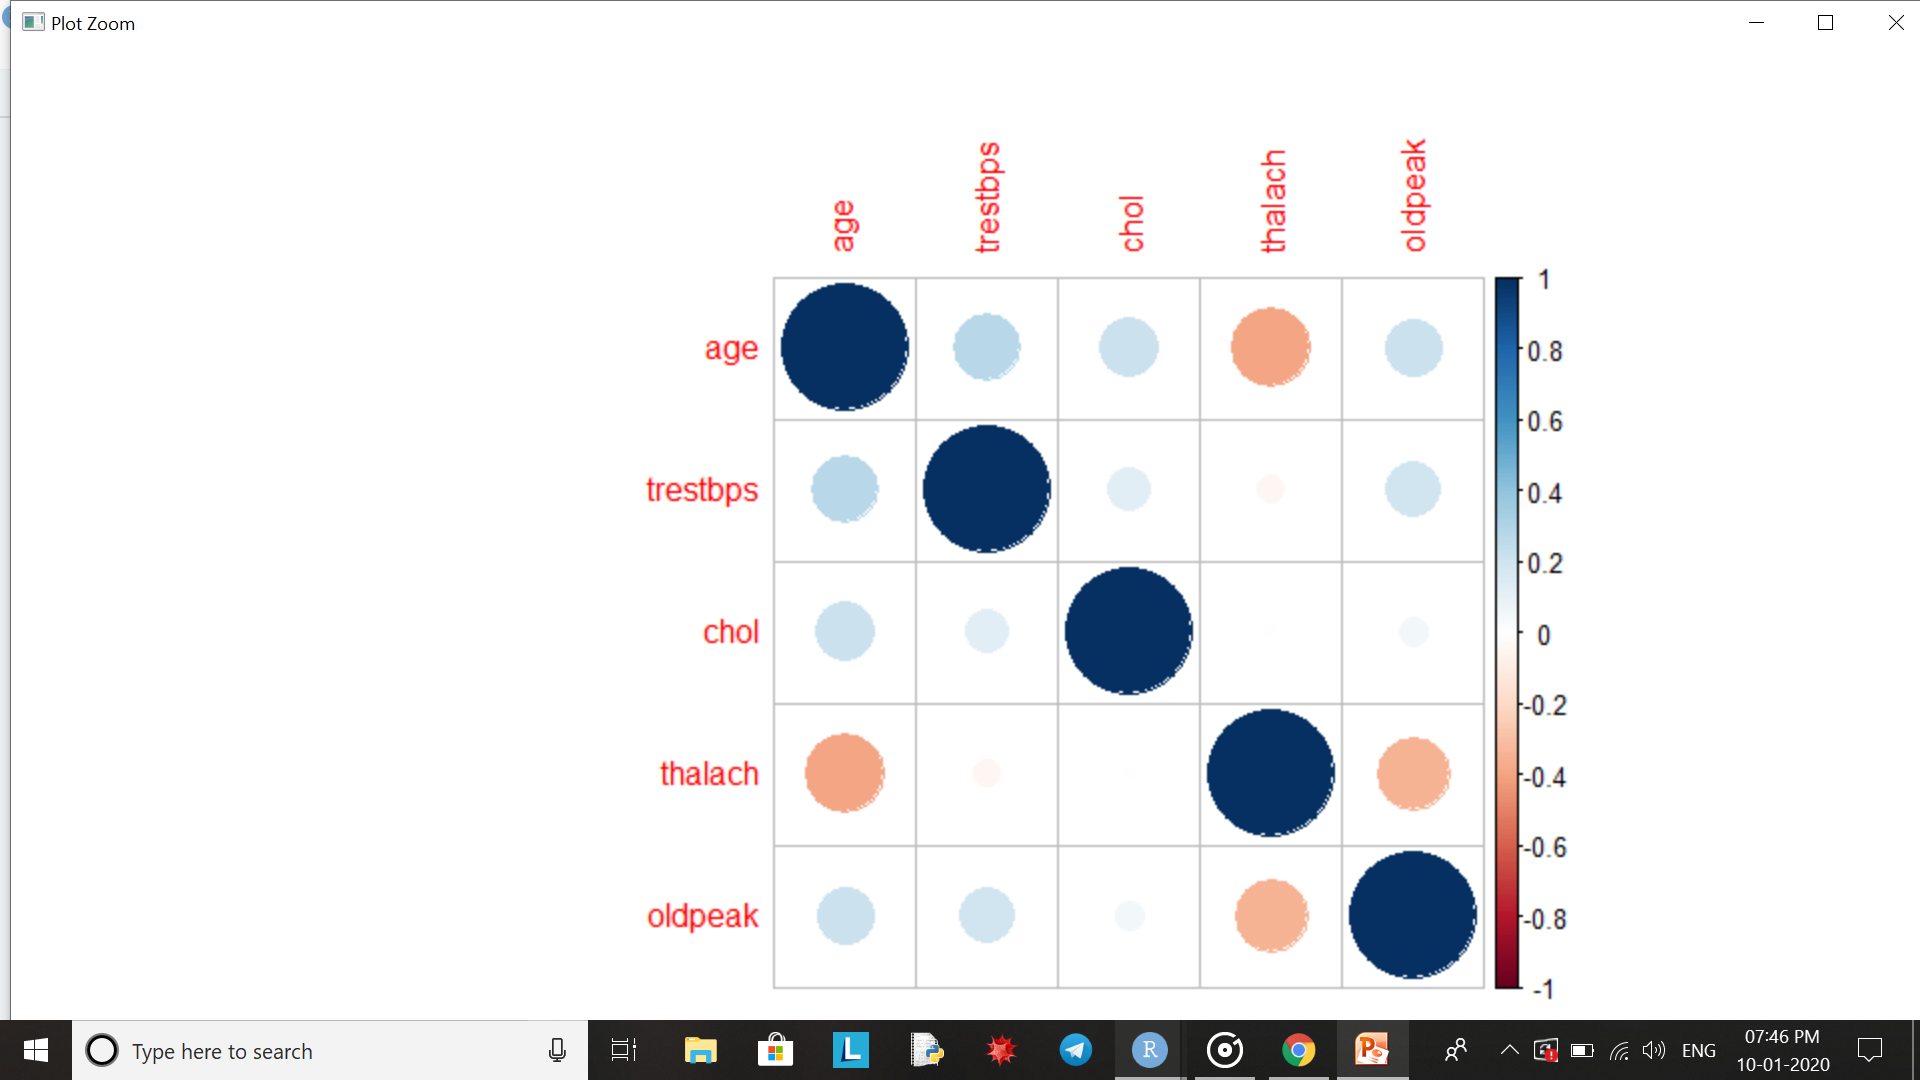 Plot Zoom
age
trestbps
chol
thalach
oldpeak
age
trestbps
chol
thalach
oldpeak
1
0.8
0.6
0.4
0.2
0
-0.2
-0.4
-0.6
-0.8
-1
Type here to search
L
R
P
ENG
07:46 PM
10-01-2020